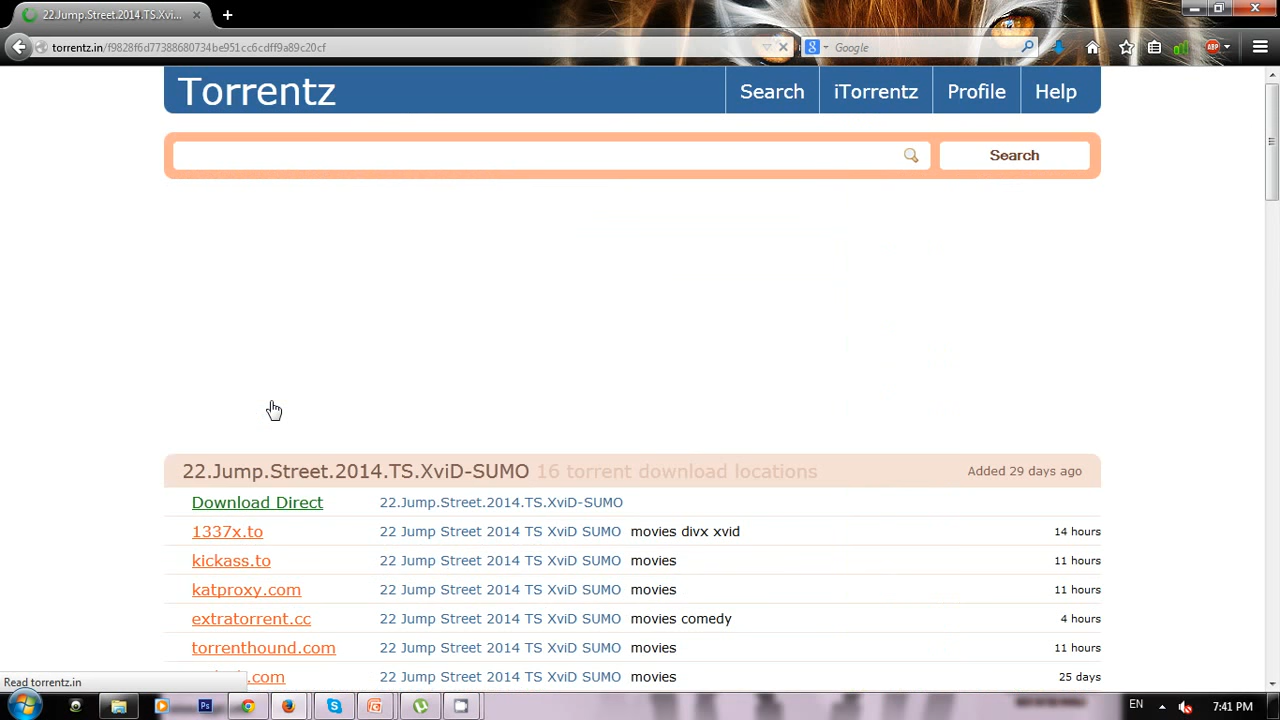 22.Jump.Street.2014.TS.Xvi...
torrentz.in/f9828f6d77388680734be951cc6cdff9a89c20cf
Google
ABP
Torrentz
Search
iTorrentz
Profile
Help
Search
22.Jump.Street.2014.TS.XviD-SUMO 16 torrent download locations Added 29 days ago
Download Direct 22.Jump.Street.2014.TS.XviD-SUMO
1337x.to 22 Jump Street 2014 TS XviD SUMO movies divx xvid 14 hours
kickass.to 22 Jump Street 2014 TS XviD SUMO movies 11 hours
katproxy.com 22 Jump Street 2014 TS XviD SUMO movies 11 hours
extratorrent.cc 22 Jump Street 2014 TS XviD SUMO movies comedy 4 hours
torrenthound.com 22 Jump Street 2014 TS XviD SUMO movies 11 hours
.com 22 Jump Street 2014 TS XviD SUMO movies 25 days
Read torrentz.in
EN
7:41 PM